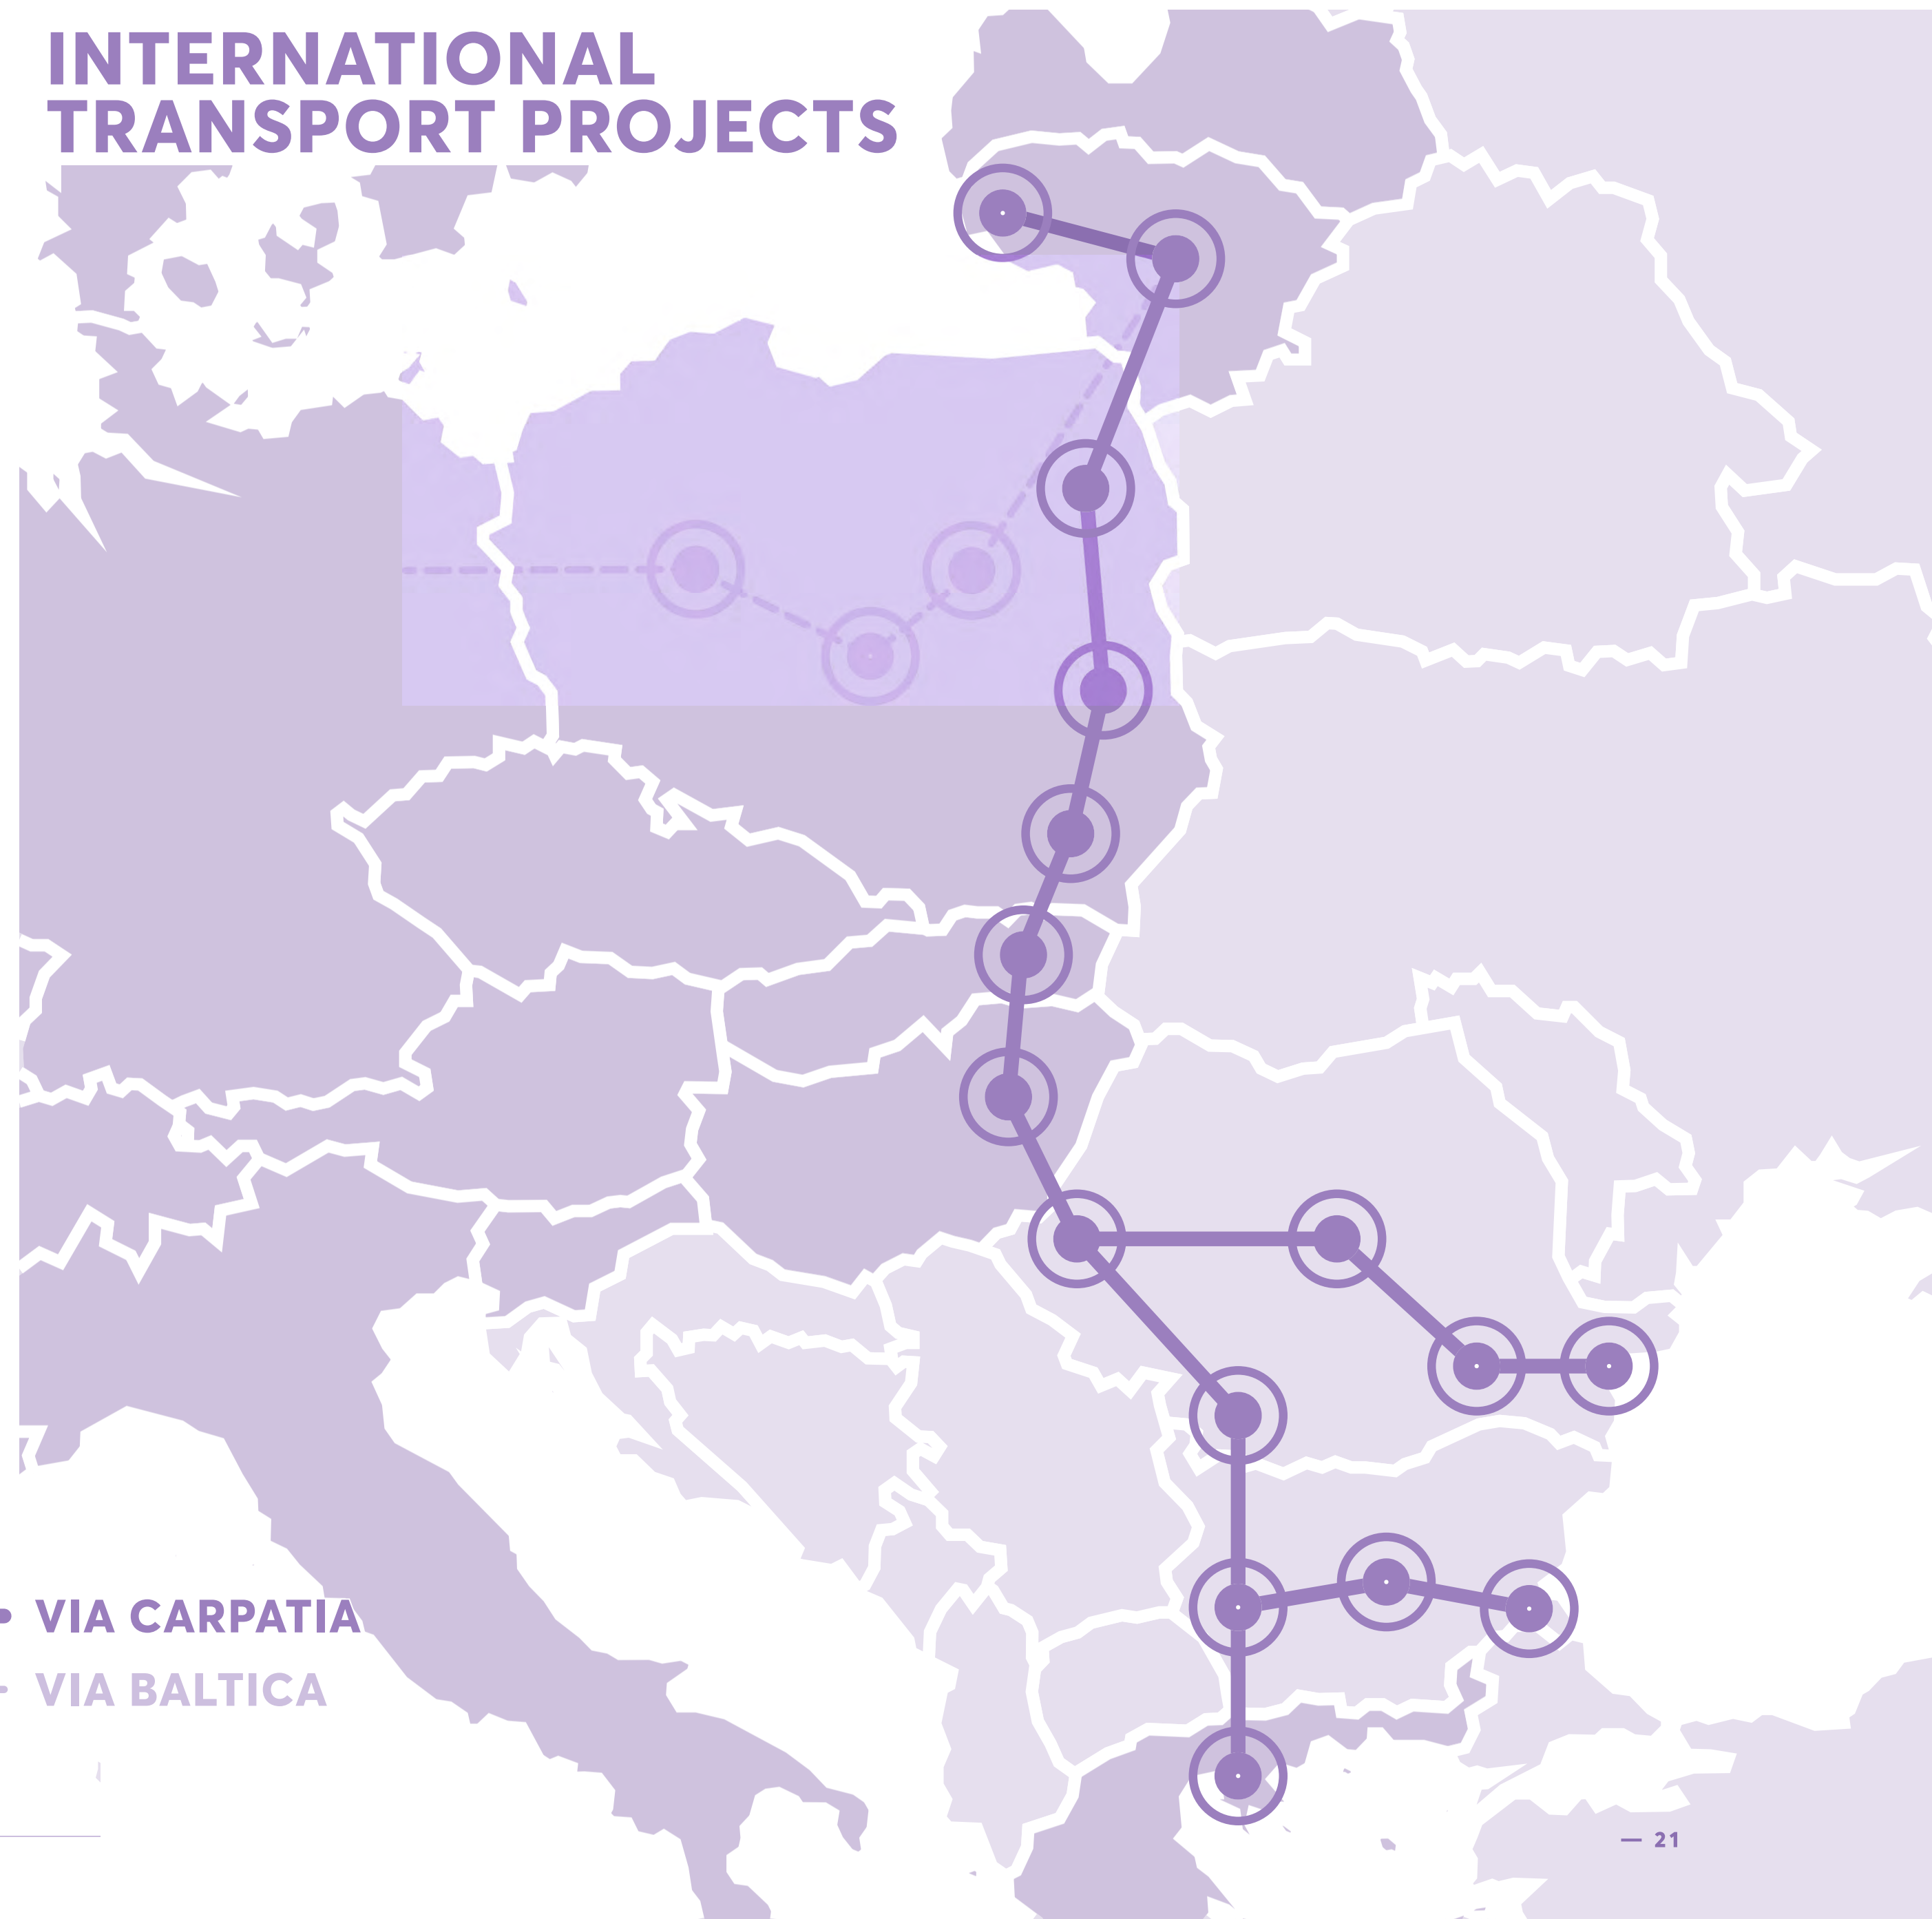 INTERNATIONAL
TRANSPORT PROJECTS
VIA CARPATIA
VIA BALTICA
— 21